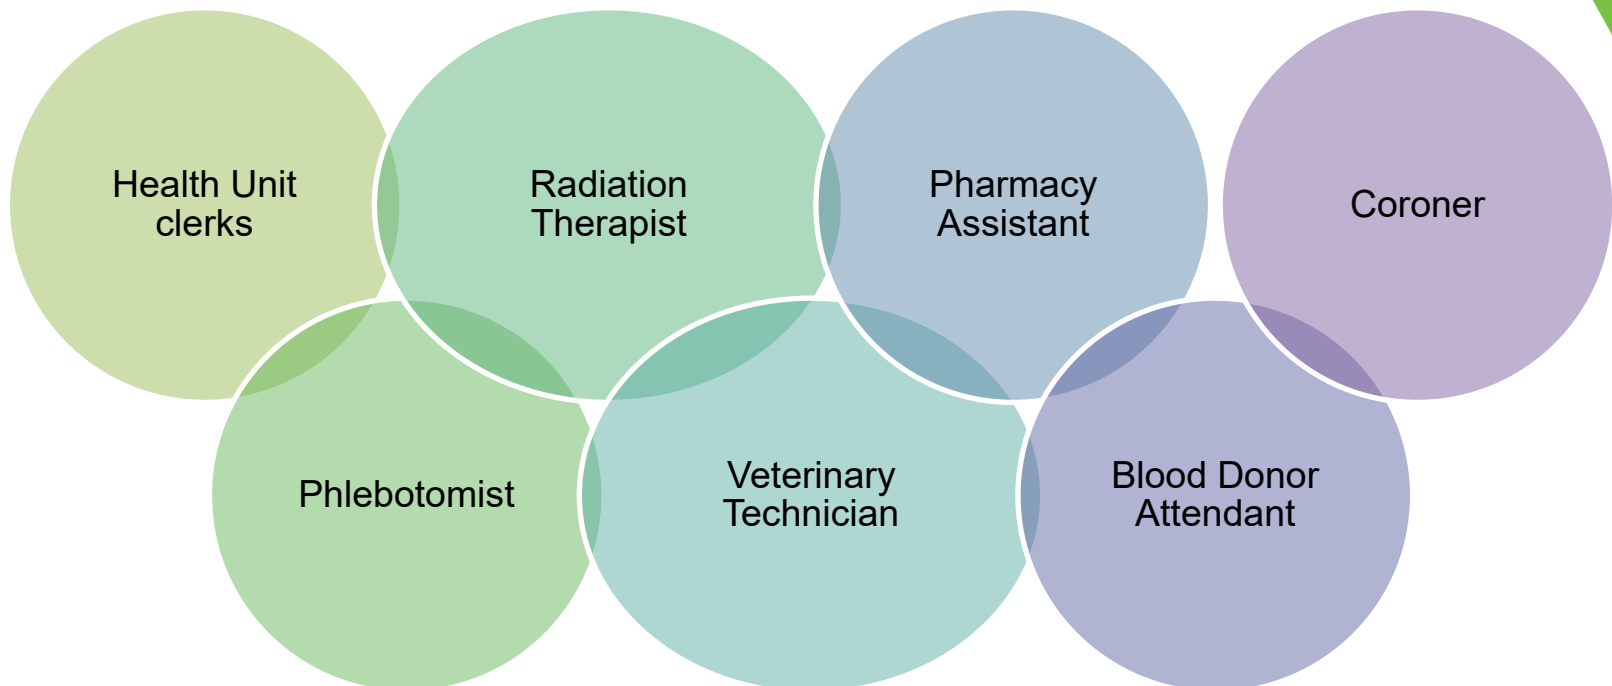 Health Unit
clerks
Radiation
Therapist
Pharmacy
Assistant
Coroner
Phlebotomist
Veterinary
Technician
Blood Donor
Attendant